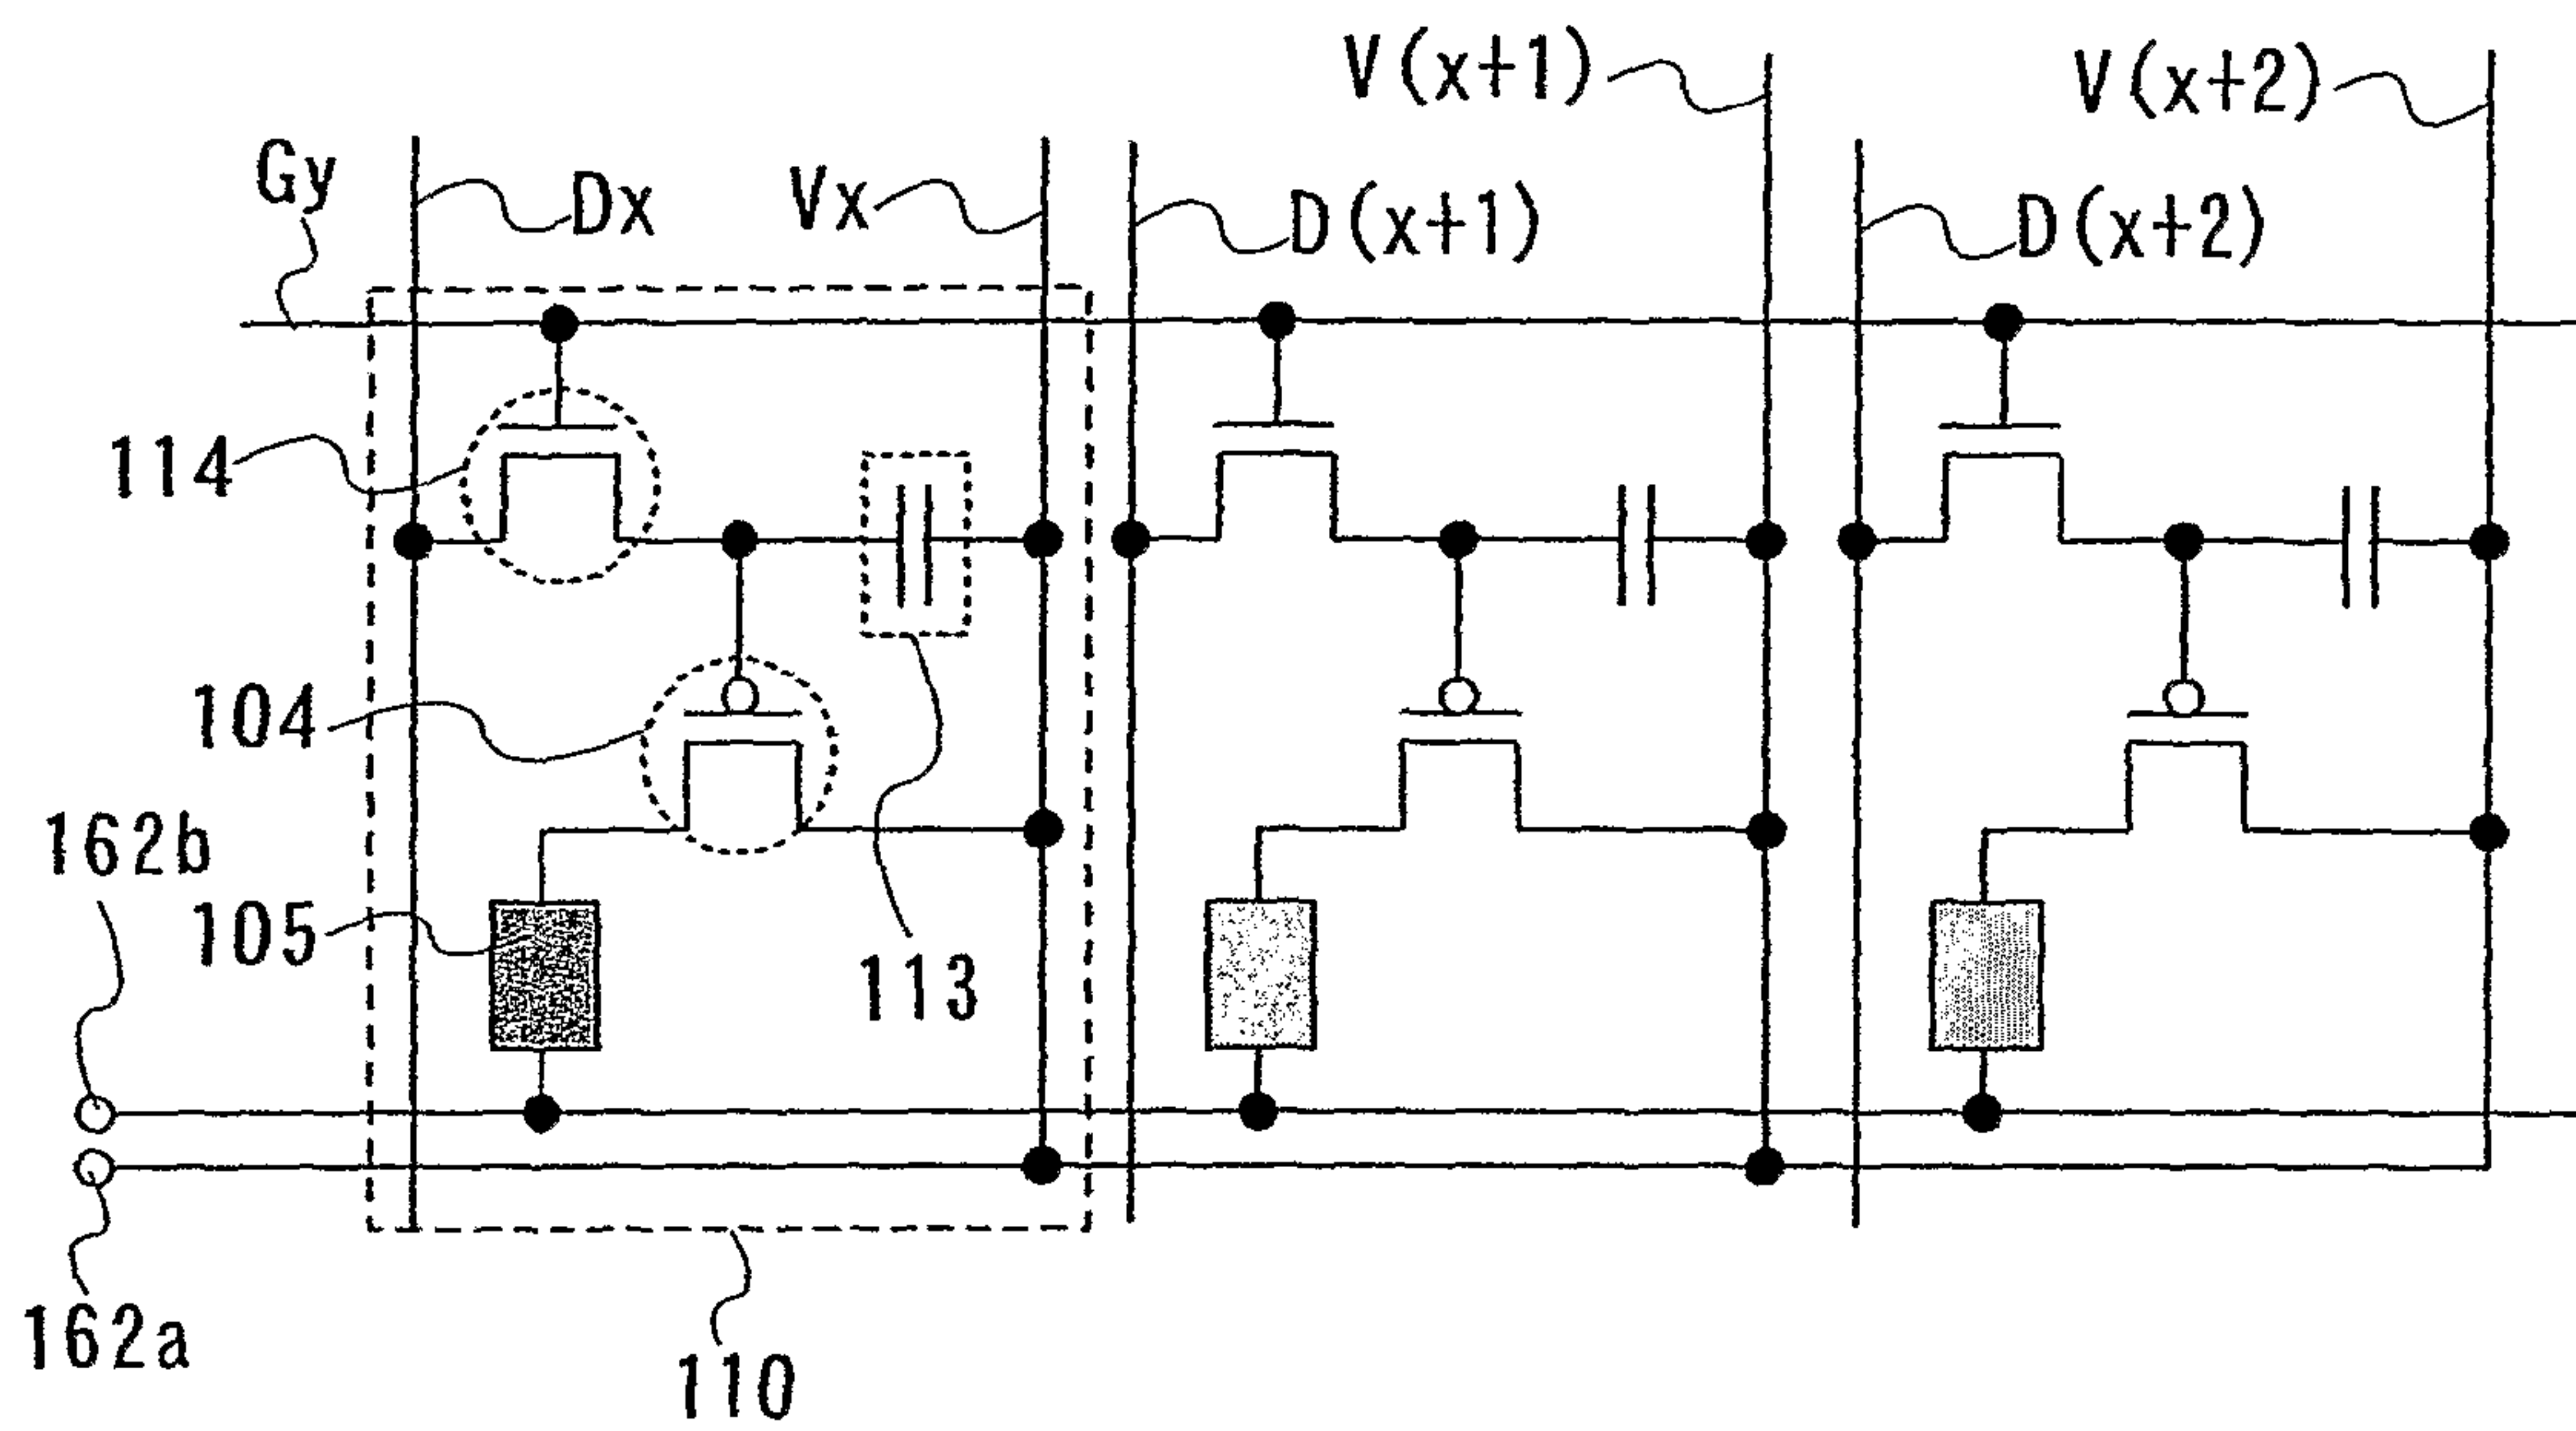 V(x+1)
V(x+2)
Gy
Dx
Vx
D(x+1)
D(x+2)
114
104
162b
105
113
162a
110